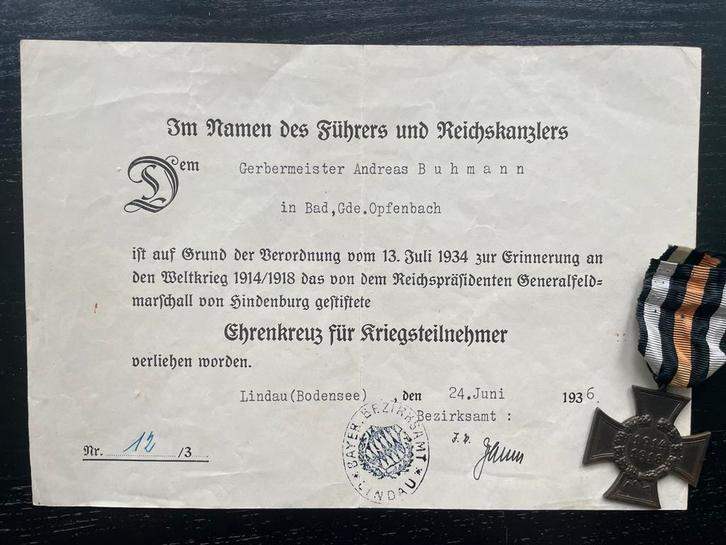 Im Namen des Führers und Reichskanzlers
Dem Gerbermeister Andreas Buhmann
in Bad,Gde.Opfenbach
ist auf Grund der Verordnung vom 13. Juli 1934 zur Erinnerung an
den Weltkrieg 1914/1918 das von dem Reichspräsidenten Generalfeld-
marschall von Hindenburg gestiftete
Ehrenkreuz für Kriegsteilnehmer
verliehen worden.
Lindau(Bodensee) , den 24.Juni 1936.
Bezirksamt :
Nr. 12 /3
J. V.
BAYER. BEZIRKSAMT
LINDAU
1914
1918